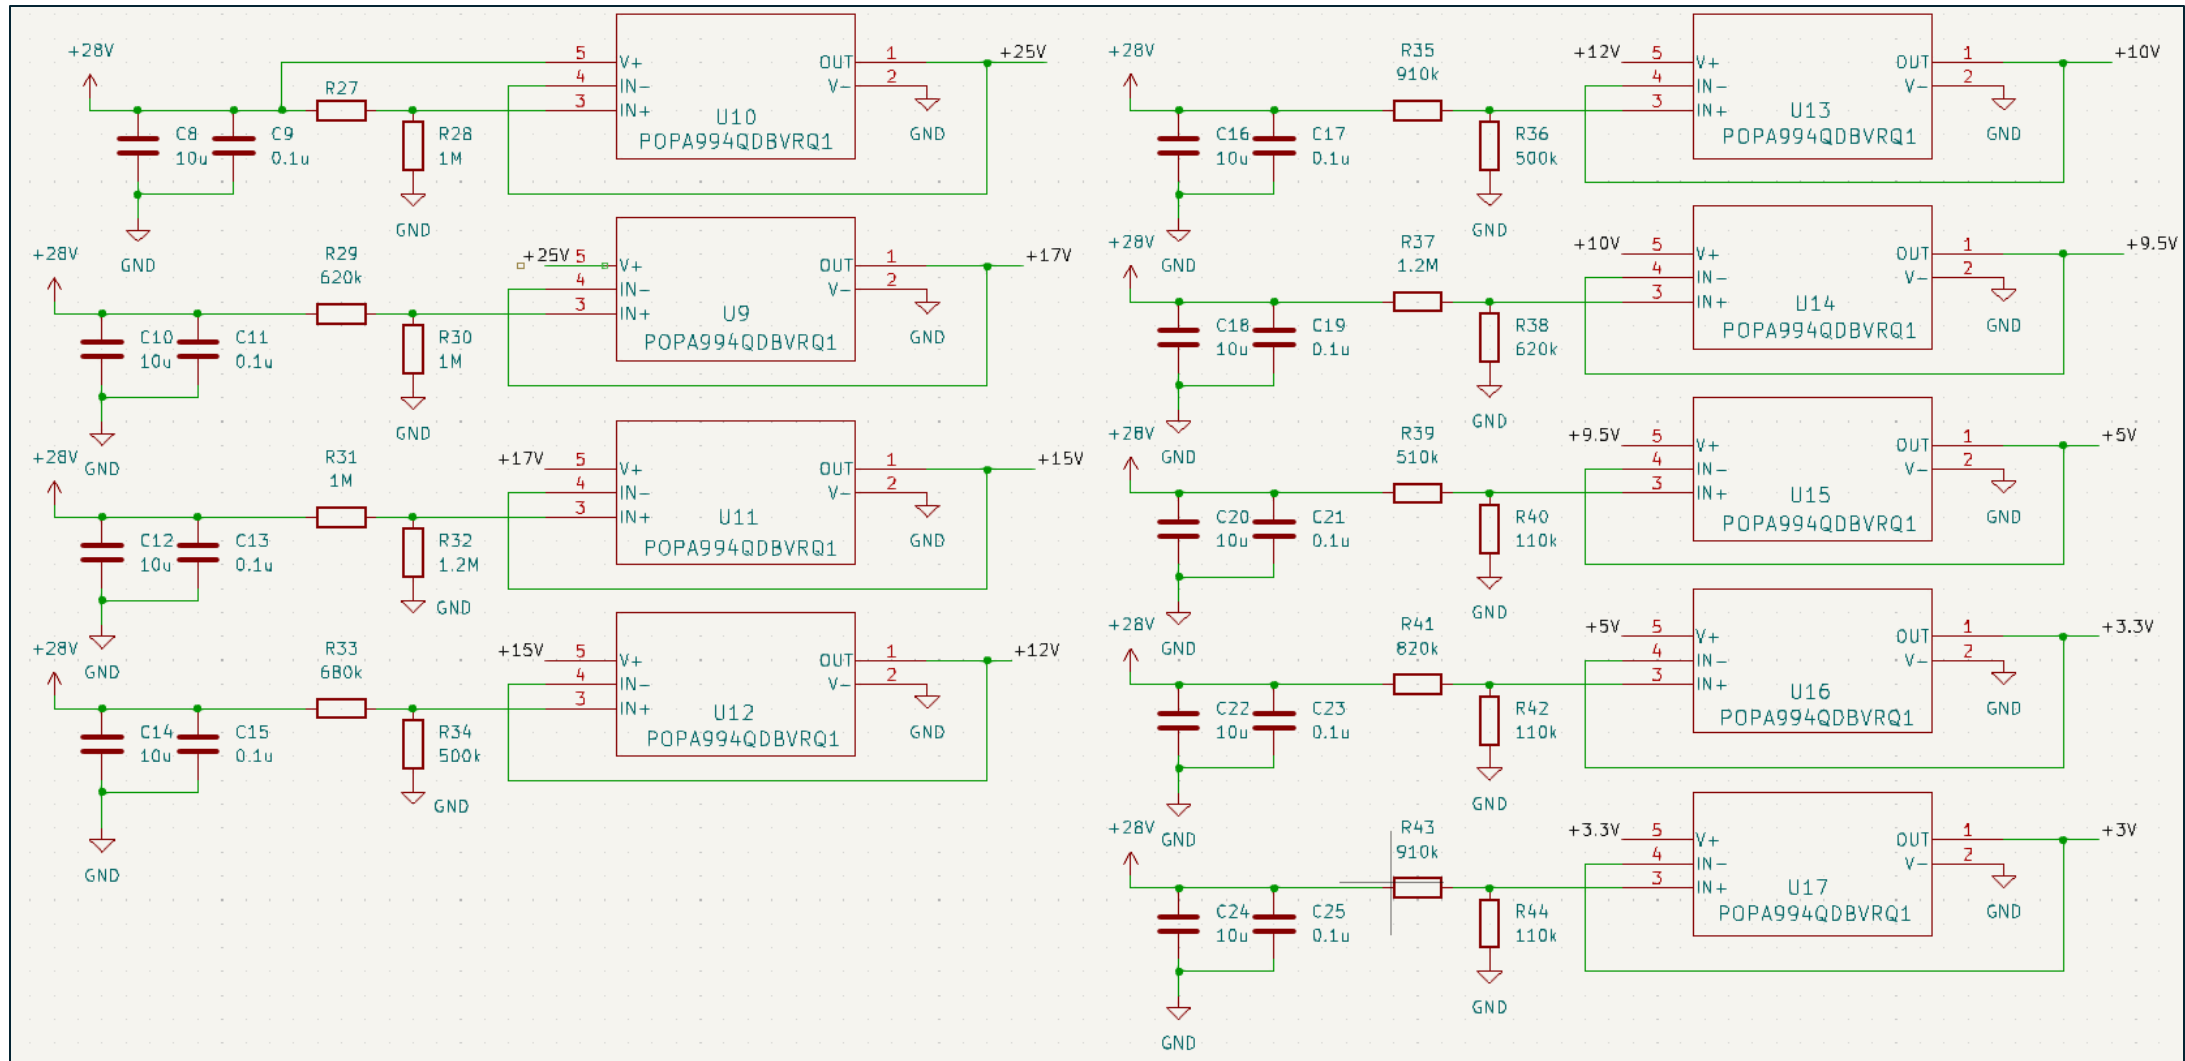 +28V
R27
C8
10u
C9
0.1u
R28
1M
GND
GND
5
4
3
V+
IN-
IN+
OUT
V-
1
2
U10
POPA994QDBVRQ1
+25V
GND
+28V
R29
620k
C10
10u
C11
0.1u
R30
1M
GND
GND
+25V
5
4
3
V+
IN-
IN+
OUT
V-
1
2
U9
POPA994QDBVRQ1
+17V
GND
+28V
R31
1M
C12
10u
C13
0.1u
R32
1.2M
GND
GND
+17V
5
4
3
V+
IN-
IN+
OUT
V-
1
2
U11
POPA994QDBVRQ1
+15V
GND
+28V
R33
680k
C14
10u
C15
0.1u
R34
500k
GND
GND
+15V
5
4
3
V+
IN-
IN+
OUT
V-
1
2
U12
POPA994QDBVRQ1
+12V
GND
+28V
R35
910k
C16
10u
C17
0.1u
R36
500k
GND
GND
+12V
5
4
3
V+
IN-
IN+
OUT
V-
1
2
U13
POPA994QDBVRQ1
+10V
GND
+28V
R37
1.2M
C18
10u
C19
0.1u
R38
620k
GND
GND
+10V
5
4
3
V+
IN-
IN+
OUT
V-
1
2
U14
POPA994QDBVRQ1
+9.5V
GND
+28V
R39
510k
C20
10u
C21
0.1u
R40
110k
GND
GND
+9.5V
5
4
3
V+
IN-
IN+
OUT
V-
1
2
U15
POPA994QDBVRQ1
+5V
GND
+28V
R41
820k
C22
10u
C23
0.1u
R42
110k
GND
GND
+5V
5
4
3
V+
IN-
IN+
OUT
V-
1
2
U16
POPA994QDBVRQ1
+3.3V
GND
+28V
R43
910k
C24
10u
C25
0.1u
R44
110k
GND
GND
+3.3V
5
4
3
V+
IN-
IN+
OUT
V-
1
2
U17
POPA994QDBVRQ1
+3V
GND